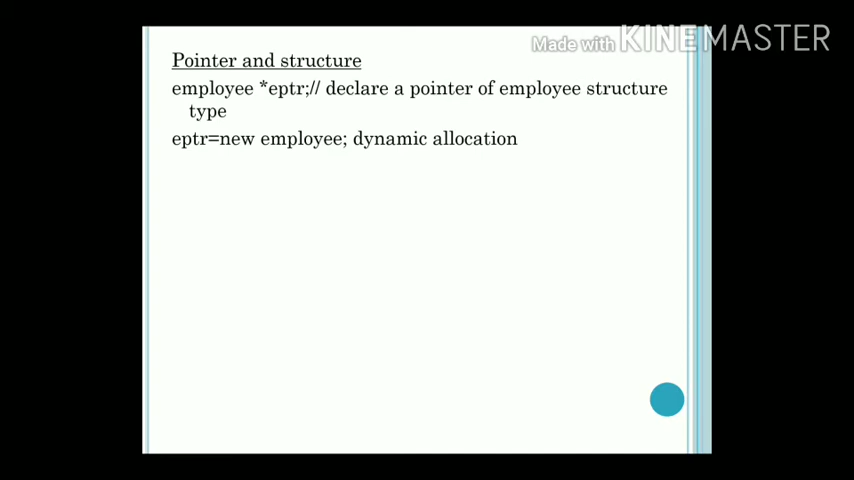 Made with KINEMASTER
Pointer and structure
employee *eptr;// declare a pointer of employee structure
type
eptr=new employee; dynamic allocation